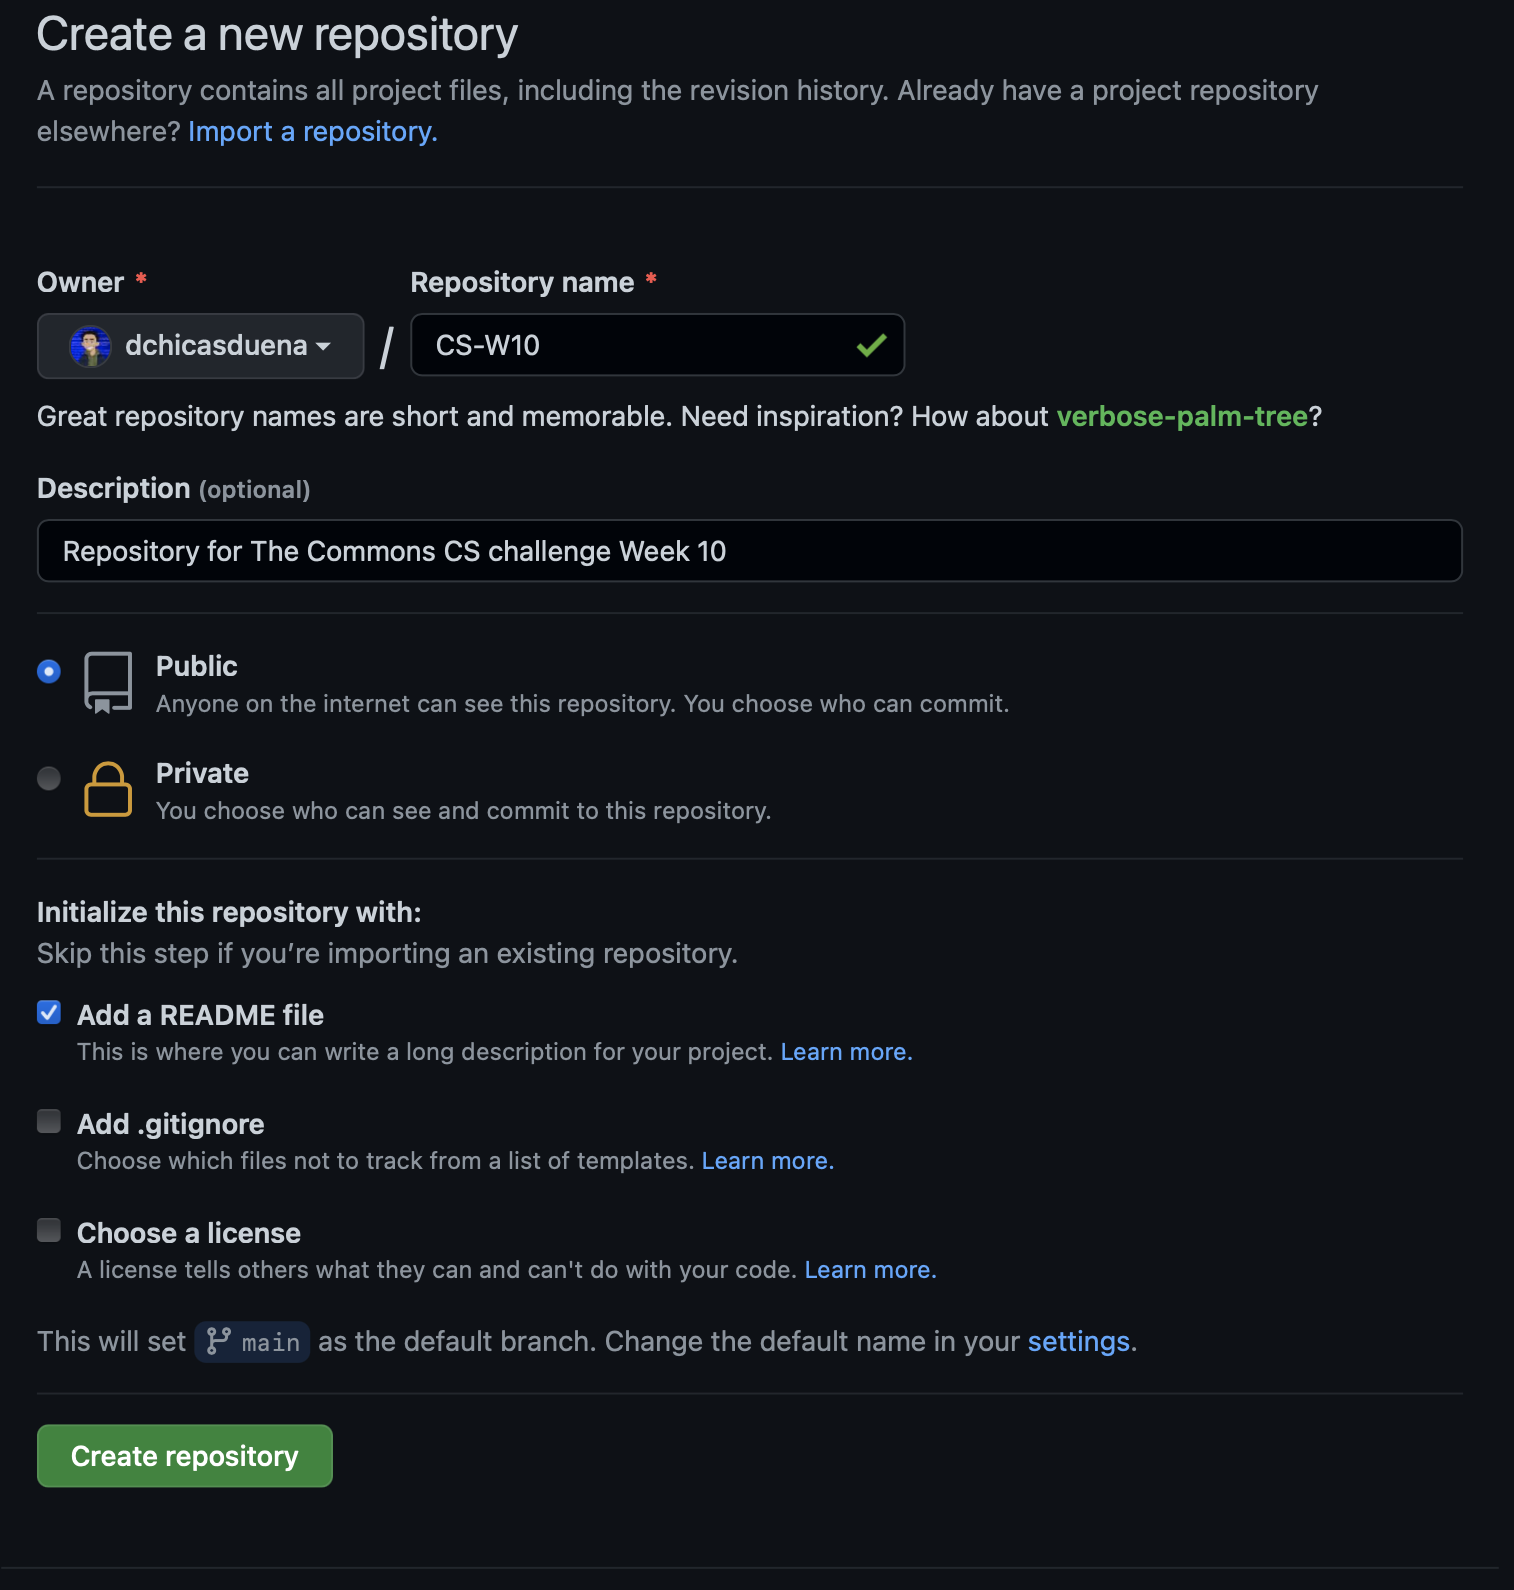 Create a new repository
A repository contains all project files, including the revision history. Already have a project repository
elsewhere? Import a repository.
Owner * Repository name *
dchicasduena / CS-W10
Great repository names are short and memorable. Need inspiration? How about verbose-palm-tree?
Description (optional)
Repository for The Commons CS challenge Week 10
Public
Anyone on the internet can see this repository. You choose who can commit.
Private
You choose who can see and commit to this repository.
Initialize this repository with:
Skip this step if you’re importing an existing repository.
Add a README file
This is where you can write a long description for your project. Learn more.
Add .gitignore
Choose which files not to track from a list of templates. Learn more.
Choose a license
A license tells others what they can and can't do with your code. Learn more.
This will set main as the default branch. Change the default name in your settings.
Create repository